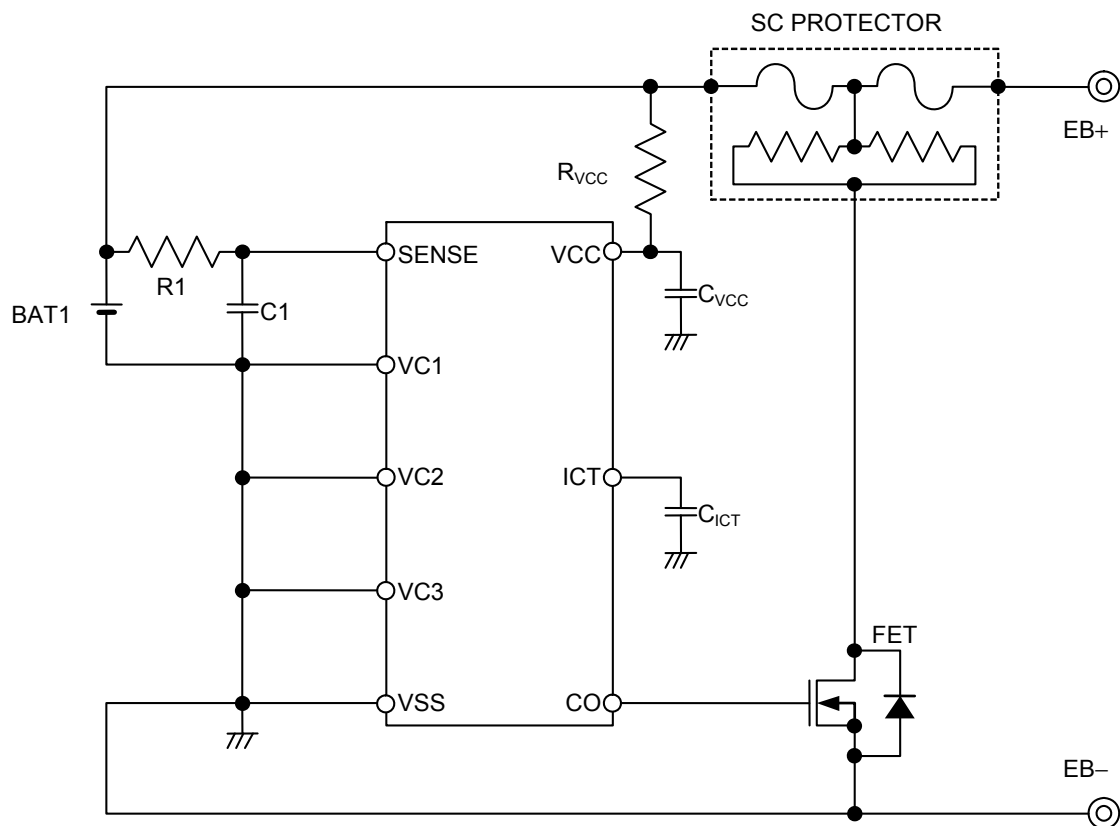 SC PROTECTOR
EB+
RVCC
SENSE
VCC
R1
BAT1
C1
CVCC
VC1
VC2
ICT
CICT
VC3
FET
VSS
CO
EB−